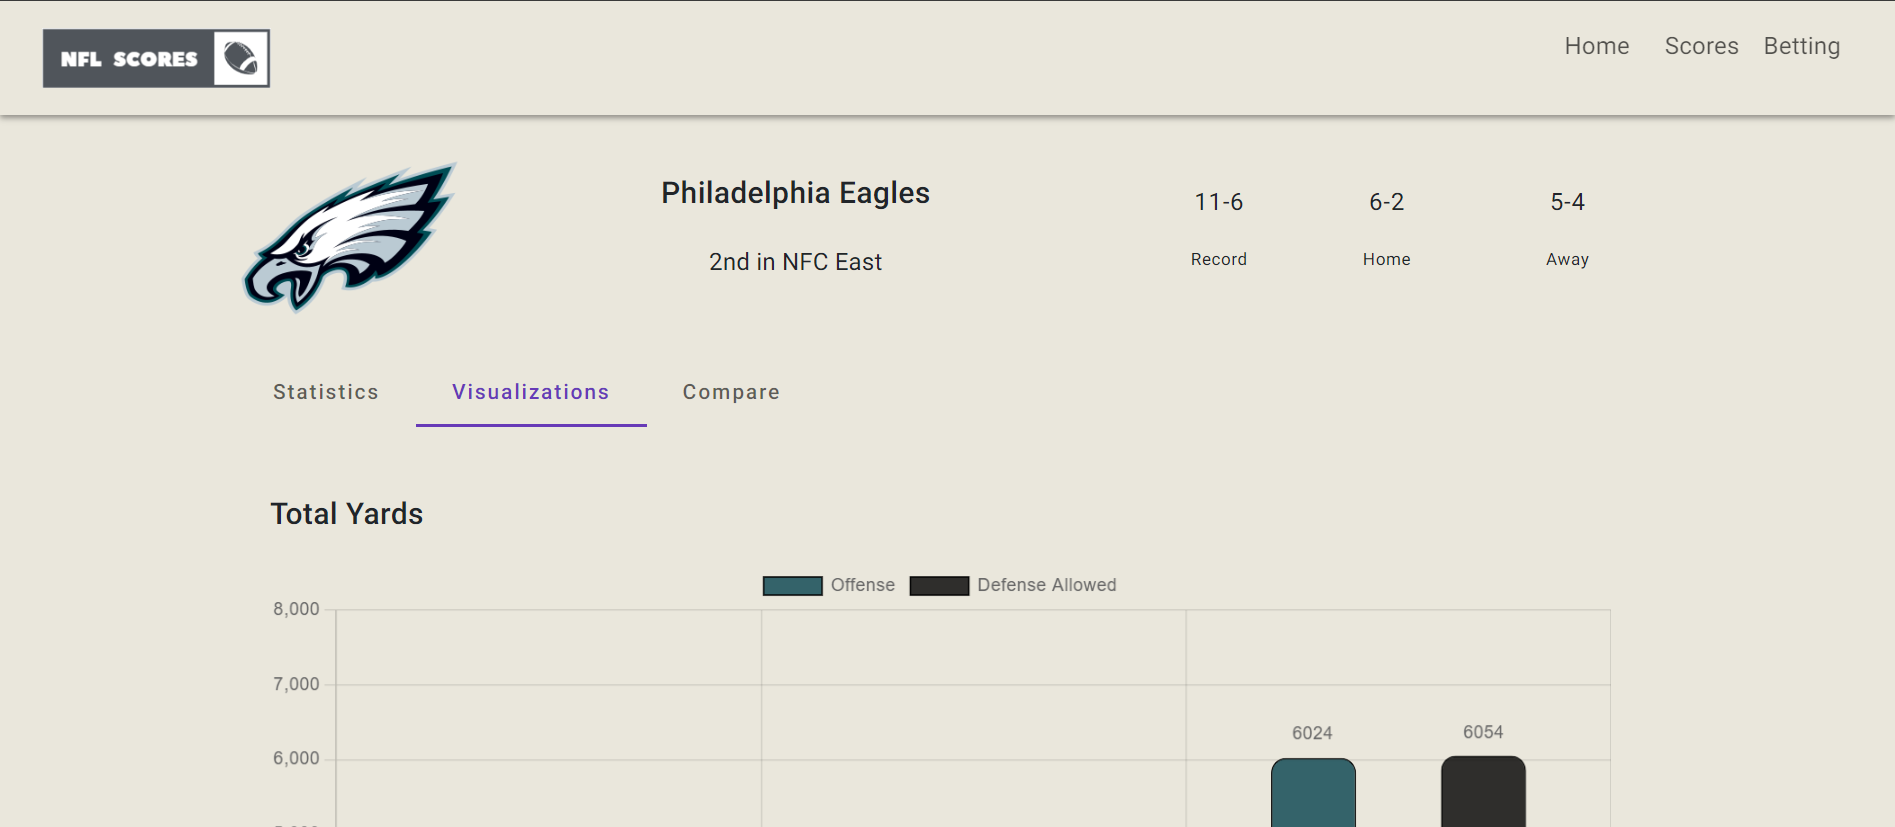 NFL SCORES
Home Scores Betting
Philadelphia Eagles
2nd in NFC East
11-6 6-2 5-4
Record Home Away
Statistics Visualizations Compare
Total Yards
Offense Defense Allowed
8,000
7,000
6024 6054
6,000